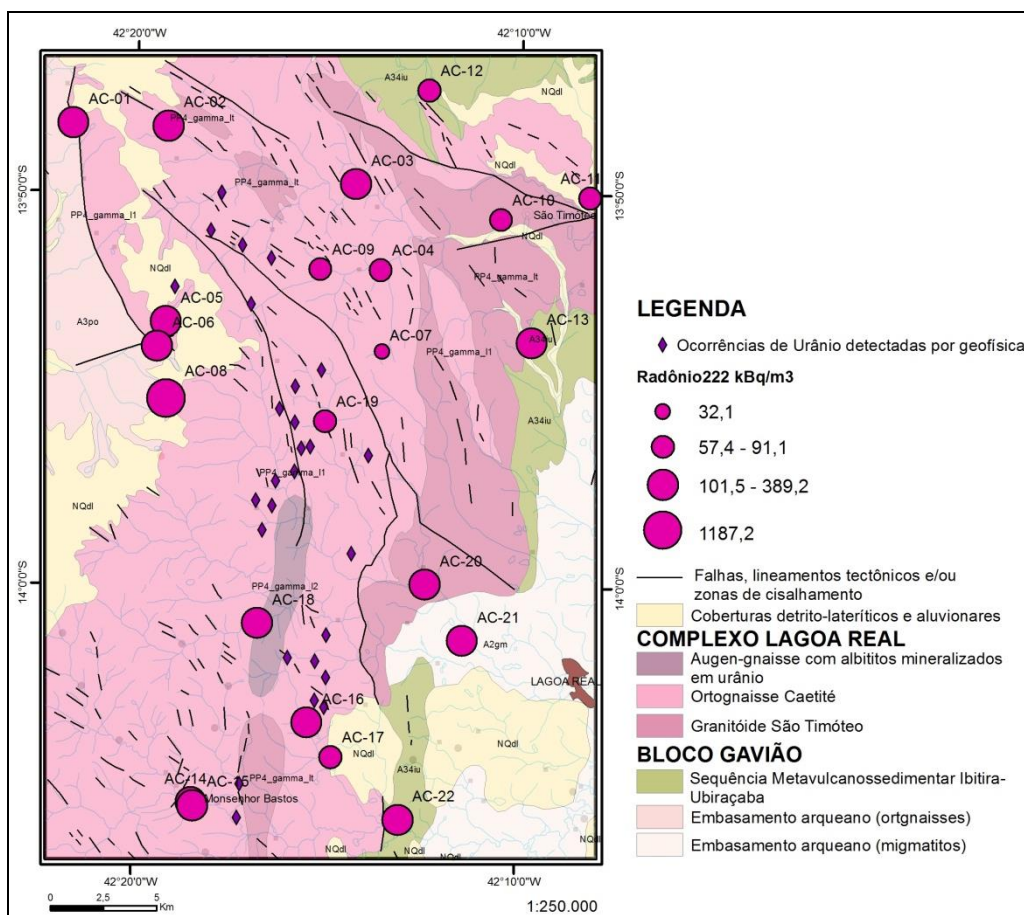 42°20'0"W
42°10'0"W
A34iu
AC-12
AC-01
AC-02
PP4_gamma_lt
NQdl
AC-03
NQdl
13°50'0"S
13°50'0"S
PP4_gamma_lt
AC-11
AC-10
São Timóteo
NQdl
PP4_gamma_l1
NQdl
AC-09
AC-04
PP4_gamma_lt
AC-05
A3po
AC-06
AC-07
PP4_gamma_l1
AC-13
A34iu
AC-08
AC-19
A34iu
PP4_gamma_l1
NQdl
NQdl
PP4_gamma_l2
AC-20
14°0'0"S
14°0'0"S
AC-18
AC-21
A2gm
LAGOA REAL
AC-16
AC-17
NQdl
NQdl
AC-14
AC-15
PP4_gamma_lt
A34iu
Monsenhor Bastos
AC-22
NQdl
NQdl
NQdl
NQdl
42°20'0"W
42°10'0"W
0 2,5 5
Km
1:250.000
LEGENDA
Ocorrências de Urânio detectadas por geofísica
Radônio222 kBq/m3
32,1
57,4 - 91,1
101,5 - 389,2
1187,2
Falhas, lineamentos tectônicos e/ou
zonas de cisalhamento
Coberturas detrito-lateríticos e aluvionares
COMPLEXO LAGOA REAL
Augen-gnaisse com albititos mineralizados
em urânio
Ortognaisse Caetité
Granitóide São Timóteo
BLOCO GAVIÃO
Sequência Metavulcanossedimentar Ibitira-
Ubiraçaba
Embasamento arqueano (ortgnaisses)
Embasamento arqueano (migmatitos)